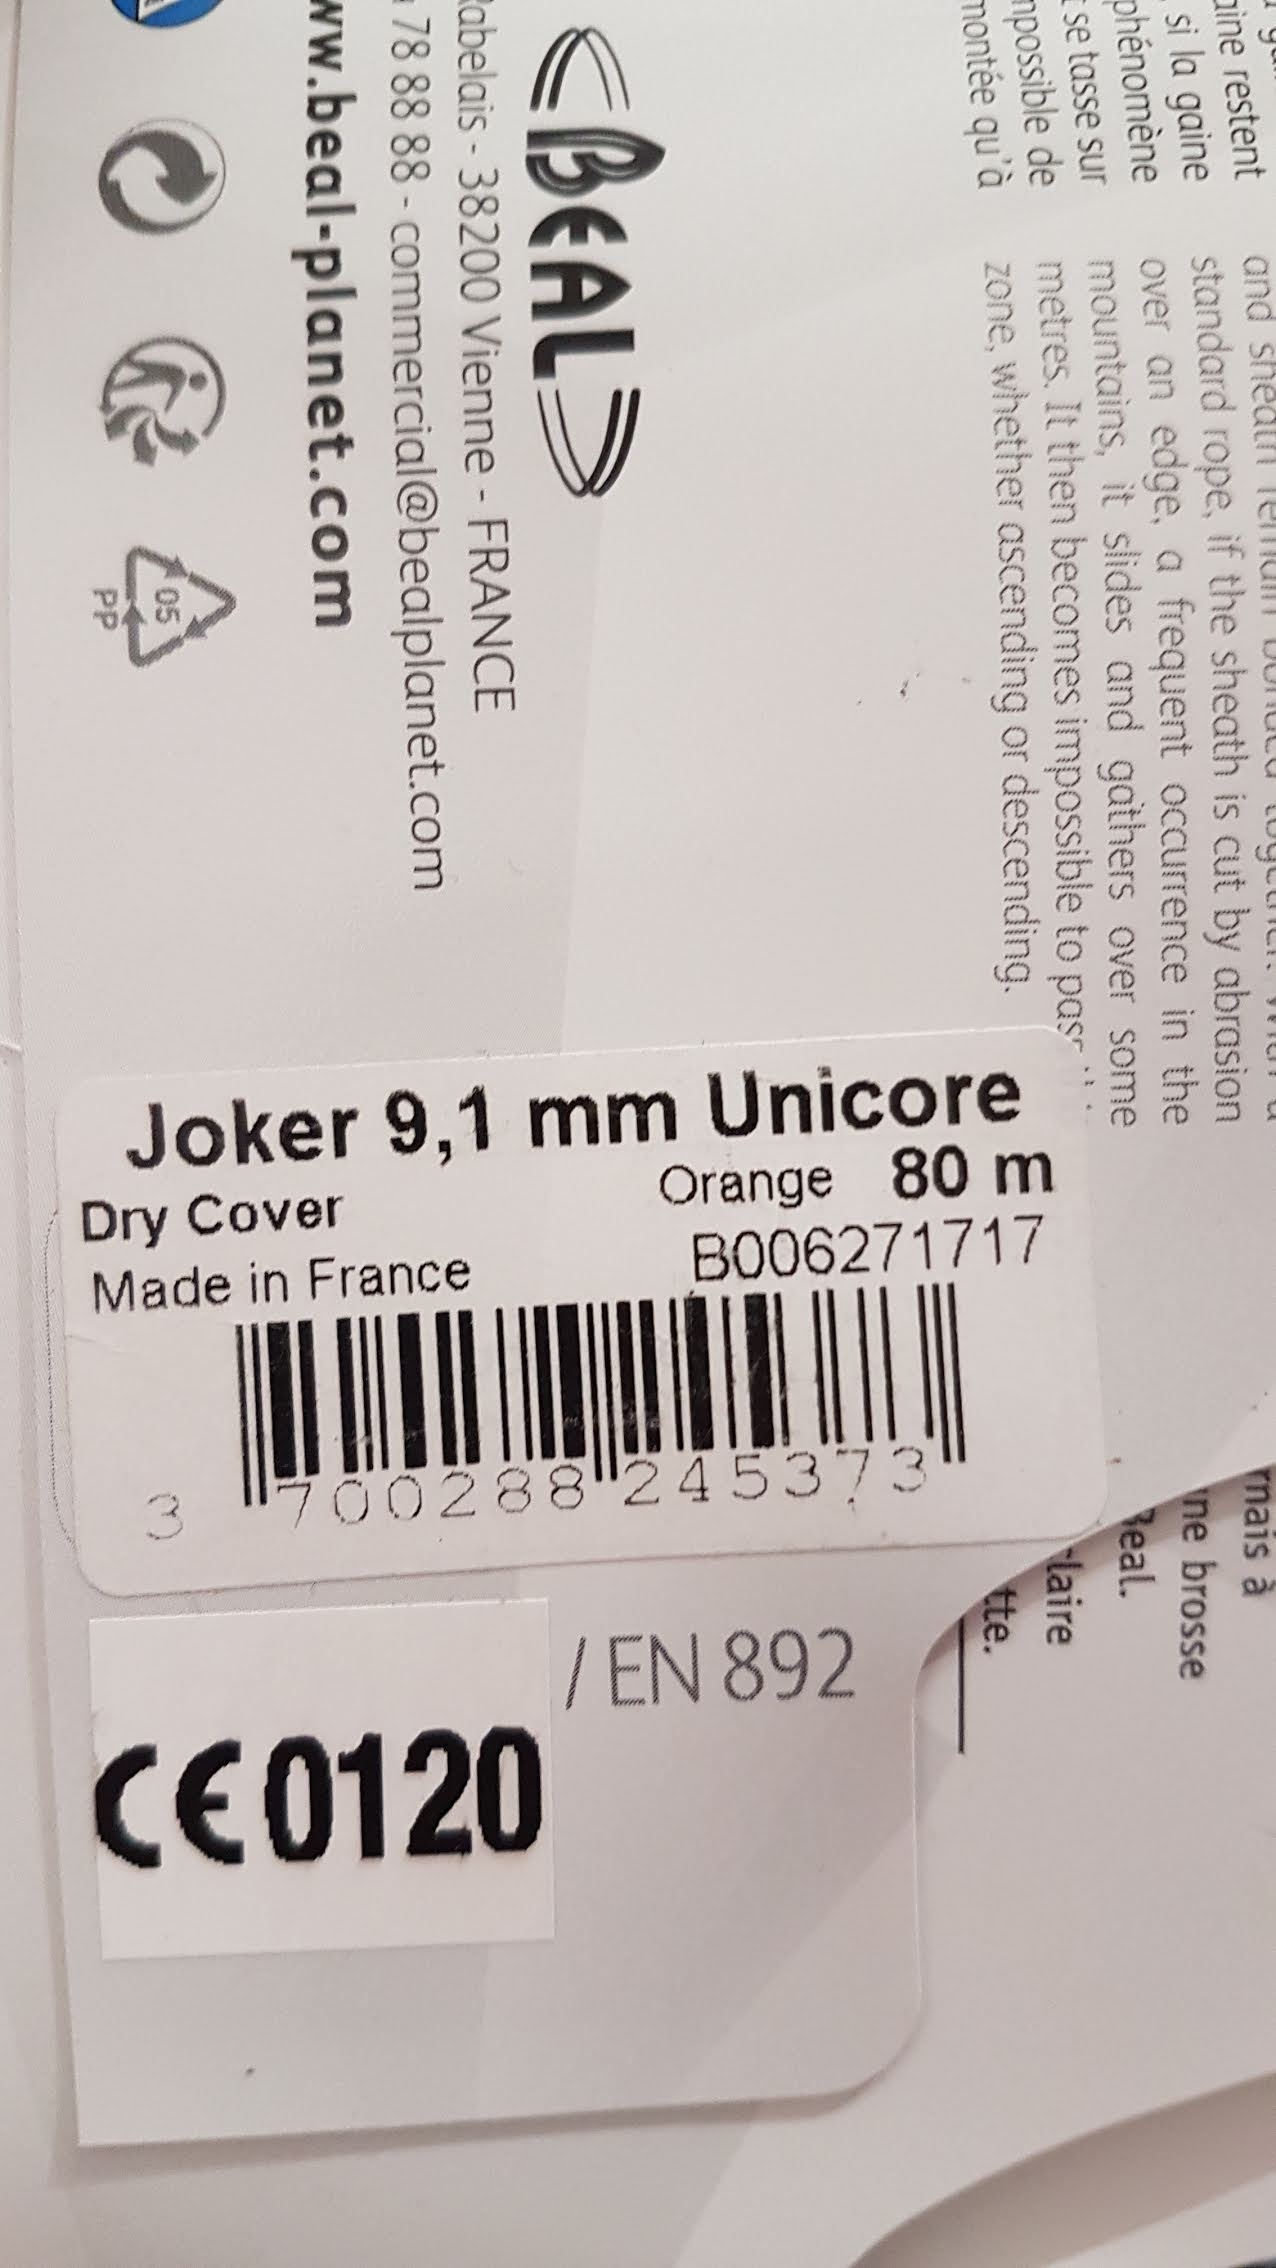 aine restent
si la gaine
phénomène
se tasse sur
mpossible de
montée qu'à
and sheath remain bonded together. With a
standard rope, if the sheath is cut by abrasion
over an edge, a frequent occurrence in the
mountains, it slides and gathers over some
metres. It then becomes impossible to pass
zone, whether ascending or descending.
BEAL
Rabelais - 38200 Vienne - FRANCE
78 88 88 - commercial@bealplanet.com
ww.beal-planet.com
05
PP
Joker 9,1 mm Unicore
Dry Cover Orange 80 m
Made in France B006271717
3 700288 245373
/ EN 892
CE0120
mais à
ne brosse
Beal.
laire
tte.